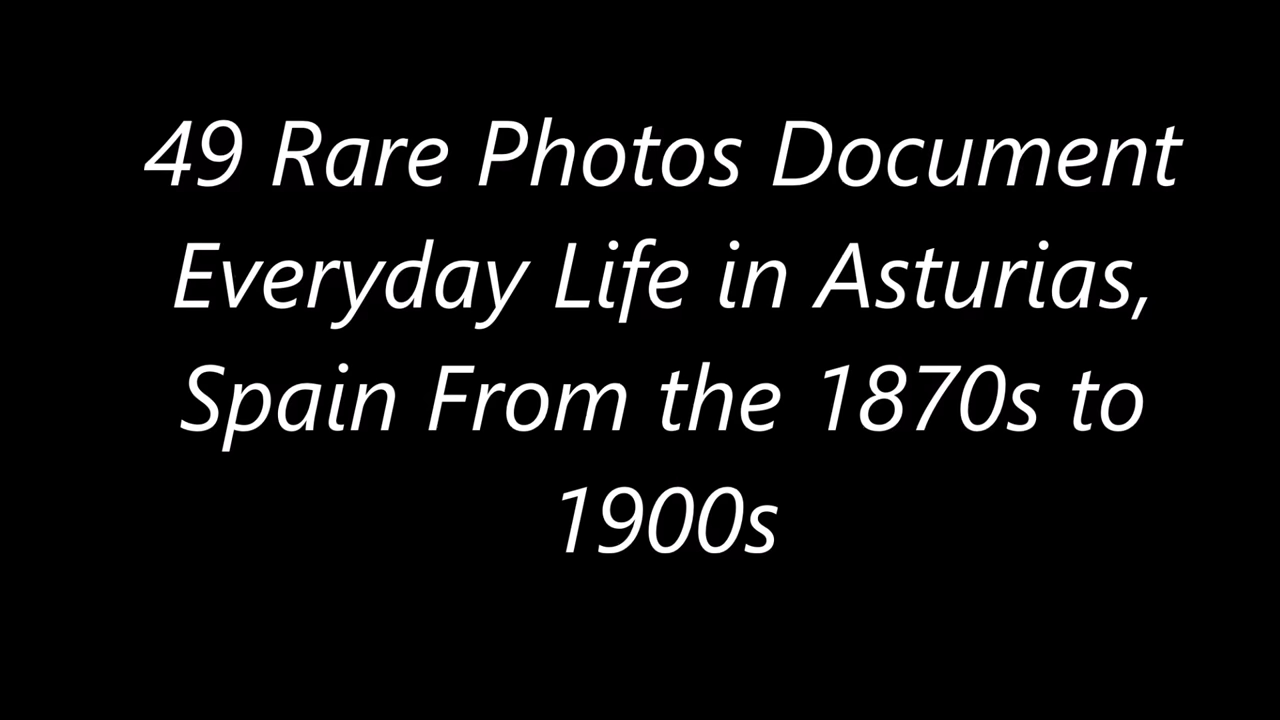 49 Rare Photos Document
Everyday Life in Asturias,
Spain From the 1870s to
1900s